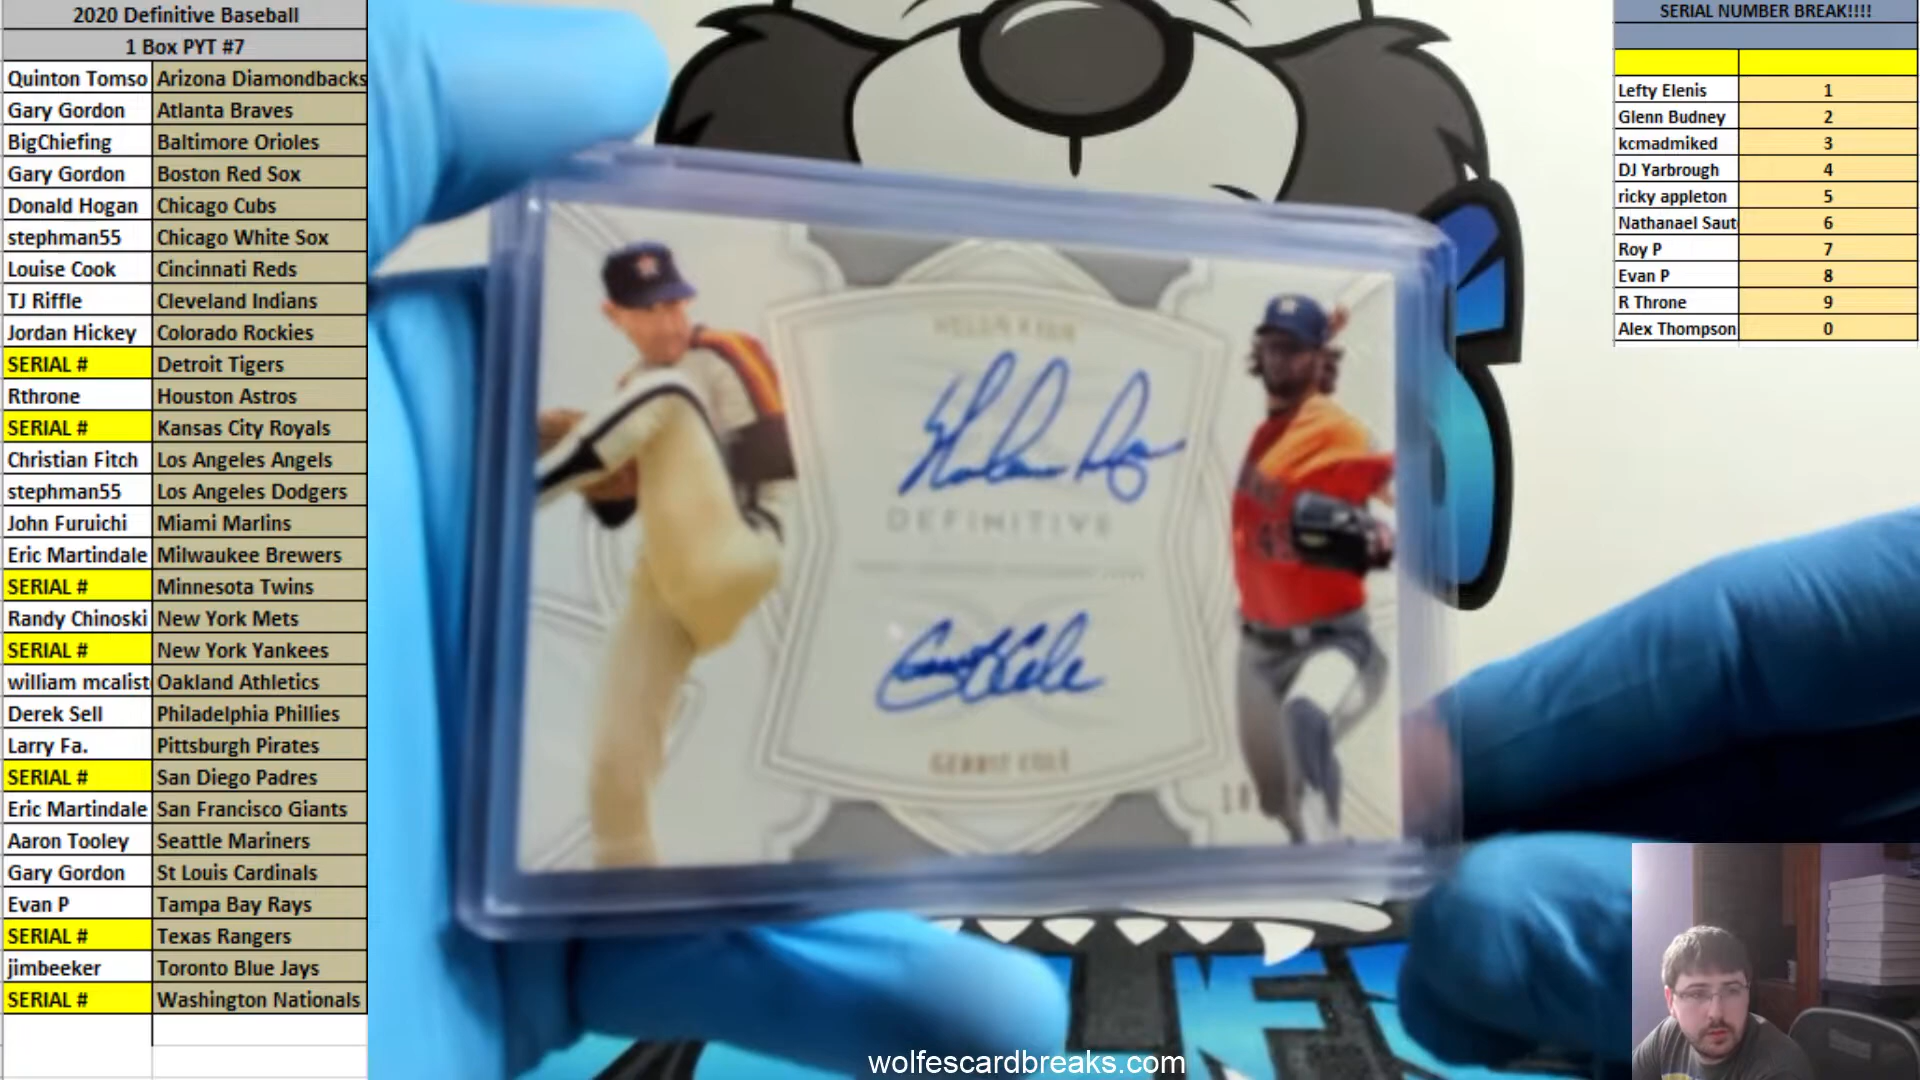 2020 Definitive Baseball
1 Box PYT #7
Quinton Tomso Arizona Diamondbacks
Gary Gordon Atlanta Braves
BigChiefing Baltimore Orioles
Gary Gordon Boston Red Sox
Donald Hogan Chicago Cubs
stephman55 Chicago White Sox
Louise Cook Cincinnati Reds
TJ Riffle Cleveland Indians
Jordan Hickey Colorado Rockies
SERIAL # Detroit Tigers
Rthrone Houston Astros
SERIAL # Kansas City Royals
Christian Fitch Los Angeles Angels
stephman55 Los Angeles Dodgers
John Furuichi Miami Marlins
Eric Martindale Milwaukee Brewers
SERIAL # Minnesota Twins
Randy Chinoski New York Mets
SERIAL # New York Yankees
william mcalist Oakland Athletics
Derek Sell Philadelphia Phillies
Larry Fa. Pittsburgh Pirates
SERIAL # San Diego Padres
Eric Martindale San Francisco Giants
Aaron Tooley Seattle Mariners
Gary Gordon St Louis Cardinals
Evan P Tampa Bay Rays
SERIAL # Texas Rangers
jimbeeker Toronto Blue Jays
SERIAL # Washington Nationals
NOLAN RYAN
Nolan Ryan
DEFINITIVE
Gerrit Cole
GERRIT COLE
wolfescardbreaks.com
SERIAL NUMBER BREAK!!!!
Lefty Elenis 1
Glenn Budney 2
kcmadmiked 3
DJ Yarbrough 4
ricky appleton 5
Nathanael Saut 6
Roy P 7
Evan P 8
R Throne 9
Alex Thompson 0